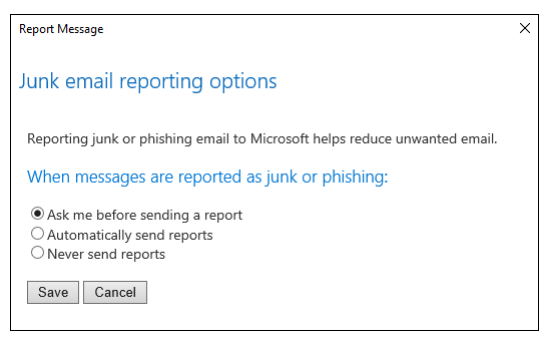 Report Message
Junk email reporting options
Reporting junk or phishing email to Microsoft helps reduce unwanted email.
When messages are reported as junk or phishing:
Ask me before sending a report
Automatically send reports
Never send reports
Save Cancel